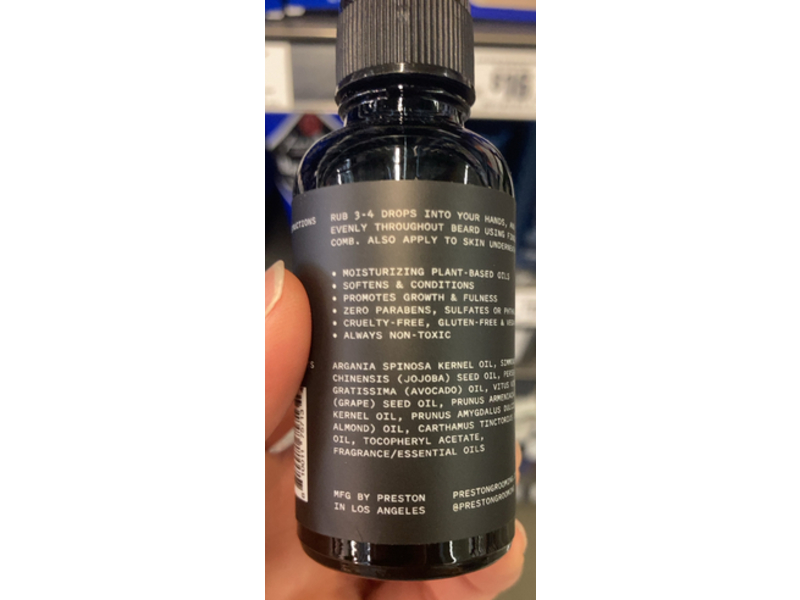 RUB 3-4 DROPS INTO YOUR HANDS,
EVENLY THROUGHOUT BEARD USING
COMB. ALSO APPLY TO SKIN
• MOISTURIZING PLANT-BASED OILS
• SOFTENS & CONDITIONS
• PROMOTES GROWTH & FULNESS
• ZERO PARABENS, SULFATES OR
• CRUELTY-FREE, GLUTEN-FREE &
• ALWAYS NON-TOXIC
ARGANIA SPINOSA KERNEL OIL,
CHINENSIS (JOJOBA) SEED OIL,
GRATISSIMA (AVOCADO) OIL, VITUS
(GRAPE) SEED OIL, PRUNUS
KERNEL OIL, PRUNUS AMYGDALUS
ALMOND) OIL, CARTHAMUS
OIL, TOCOPHERYL ACETATE,
FRAGRANCE/ESSENTIAL OILS
MFG BY PRESTON
IN LOS ANGELES